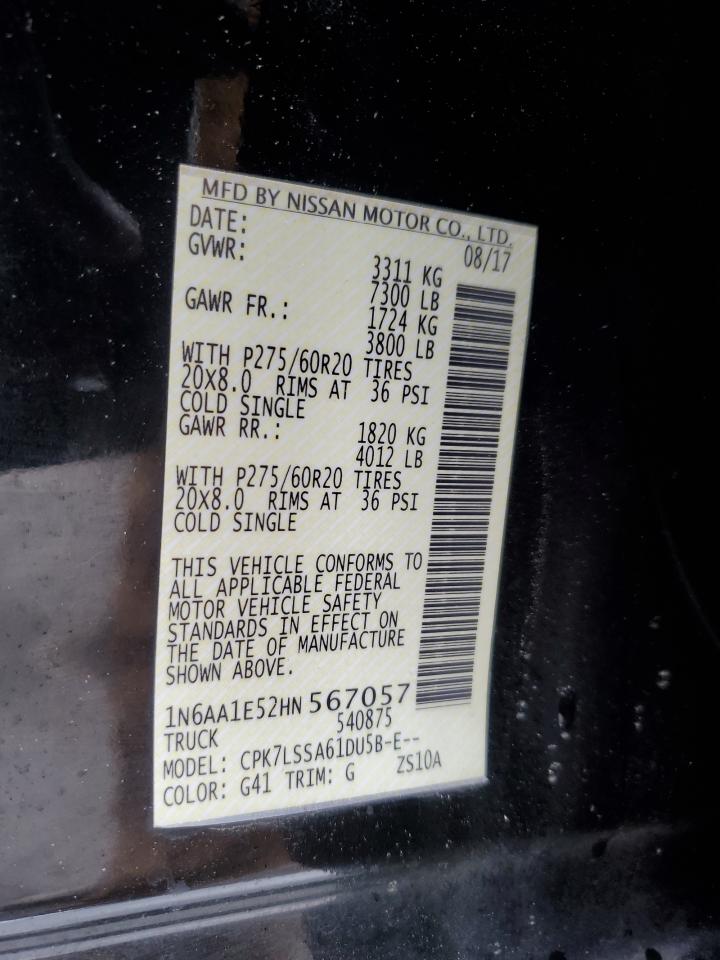 MFD BY NISSAN MOTOR CO., LTD.
DATE: 08/17
GVWR: 3311 KG
7300 LB
GAWR FR.: 1724 KG
3800 LB
WITH P275/60R20 TIRES
20X8.0 RIMS AT 36 PSI
COLD SINGLE
GAWR RR.: 1820 KG
4012 LB
WITH P275/60R20 TIRES
20X8.0 RIMS AT 36 PSI
COLD SINGLE
THIS VEHICLE CONFORMS TO
ALL APPLICABLE FEDERAL
MOTOR VEHICLE SAFETY
STANDARDS IN EFFECT ON
THE DATE OF MANUFACTURE
SHOWN ABOVE.
1N6AA1E52HN 567057
TRUCK 540875
MODEL: CPK7LSSA61DU5B-E--
COLOR: G41 TRIM: G ZS10A